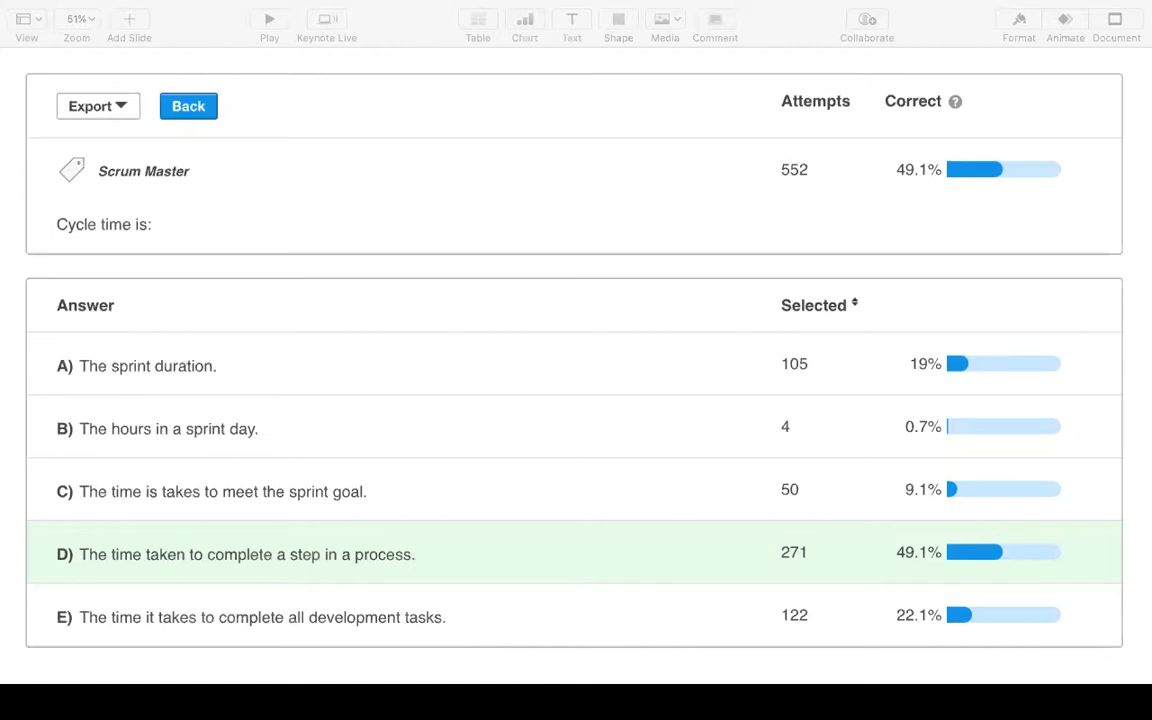 51%
View Zoom Add Slide Play Keynote Live Table Chart Text Shape Media Comment Collaborate Format Animate Document
Export Back Attempts Correct ?
Scrum Master 552 49.1%
Cycle time is:
Answer Selected
A) The sprint duration. 105 19%
B) The hours in a sprint day. 4 0.7%
C) The time is takes to meet the sprint goal. 50 9.1%
D) The time taken to complete a step in a process. 271 49.1%
E) The time it takes to complete all development tasks. 122 22.1%